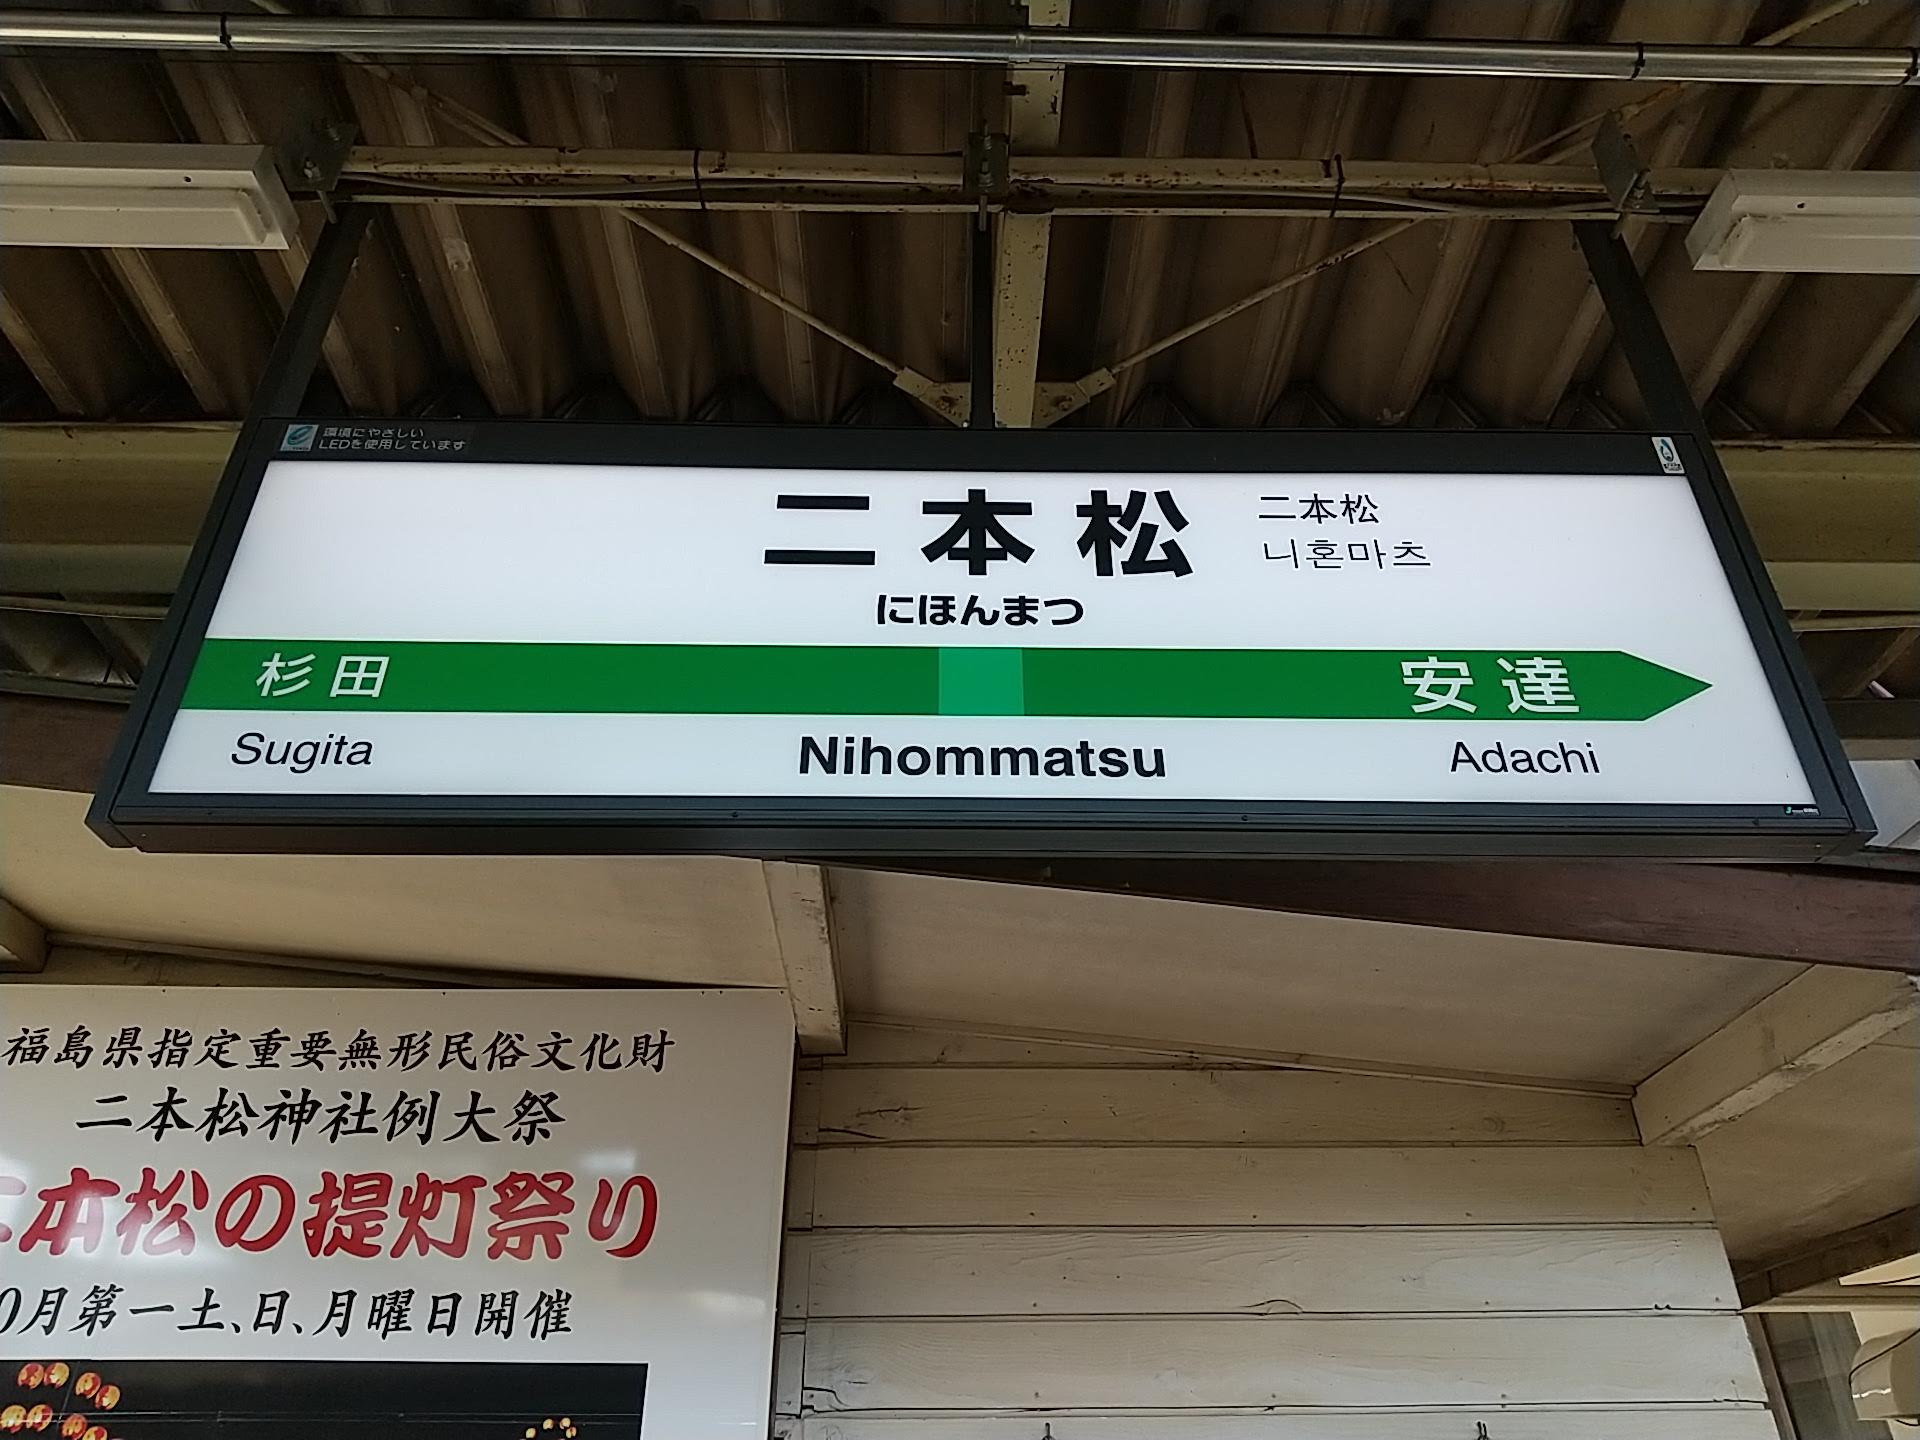 環境にやさしい
LEDを使用しています
二本松
二本松
니혼마츠
にほんまつ
杉田
安達
Sugita
Nihommatsu
Adachi
福島県指定重要無形民俗文化財
二本松神社例大祭
二本松の提灯祭り
0月第一土、日、月曜日開催